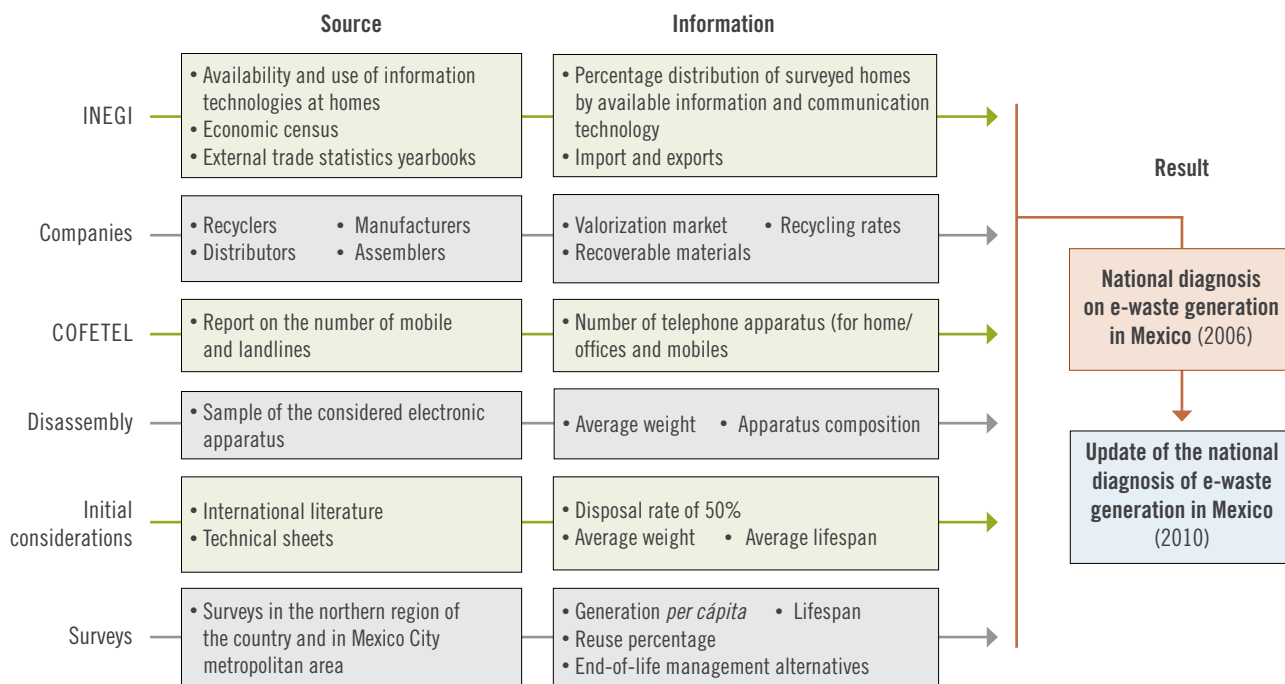 Source
Information
INEGI
• Availability and use of information
technologies at homes
• Economic census
• External trade statistics yearbooks
• Percentage distribution of surveyed homes
by available information and communication
technology
• Import and exports
Companies
• Recyclers • Manufacturers
• Distributors • Assemblers
• Valorization market • Recycling rates
• Recoverable materials
COFETEL
• Report on the number of mobile
and landlines
• Number of telephone apparatus (for home/
offices and mobiles
Disassembly
• Sample of the considered electronic
apparatus
• Average weight • Apparatus composition
Initial
considerations
• International literature
• Technical sheets
• Disposal rate of 50%
• Average weight • Average lifespan
Surveys
• Surveys in the northern region of
the country and in Mexico City
metropolitan area
• Generation per cápita • Lifespan
• Reuse percentage
• End-of-life management alternatives
Result
National diagnosis
on e-waste generation
in Mexico (2006)
Update of the national
diagnosis of e-waste
generation in Mexico
(2010)